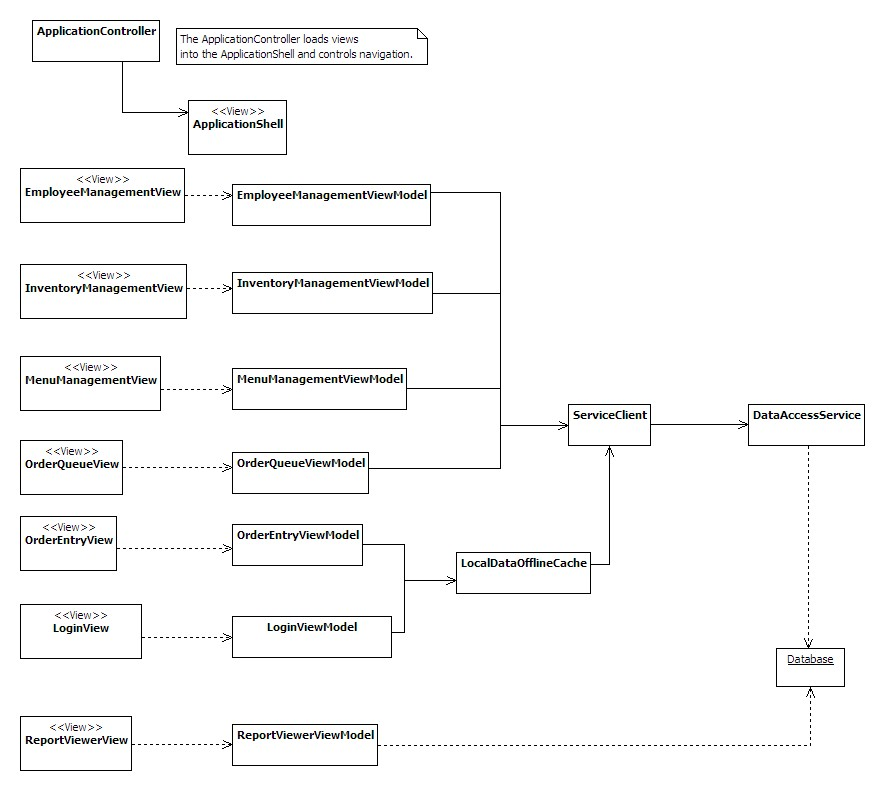 ApplicationController
The ApplicationController loads views
into the ApplicationShell and controls navigation.
<<View>>
ApplicationShell
<<View>>
EmployeeManagementView
EmployeeManagementViewModel
<<View>>
InventoryManagementView
InventoryManagementViewModel
<<View>>
MenuManagementView
MenuManagementViewModel
ServiceClient
DataAccessService
<<View>>
OrderQueueView
OrderQueueViewModel
<<View>>
OrderEntryView
OrderEntryViewModel
LocalDataOfflineCache
<<View>>
LoginView
LoginViewModel
Database
<<View>>
ReportViewerView
ReportViewerViewModel